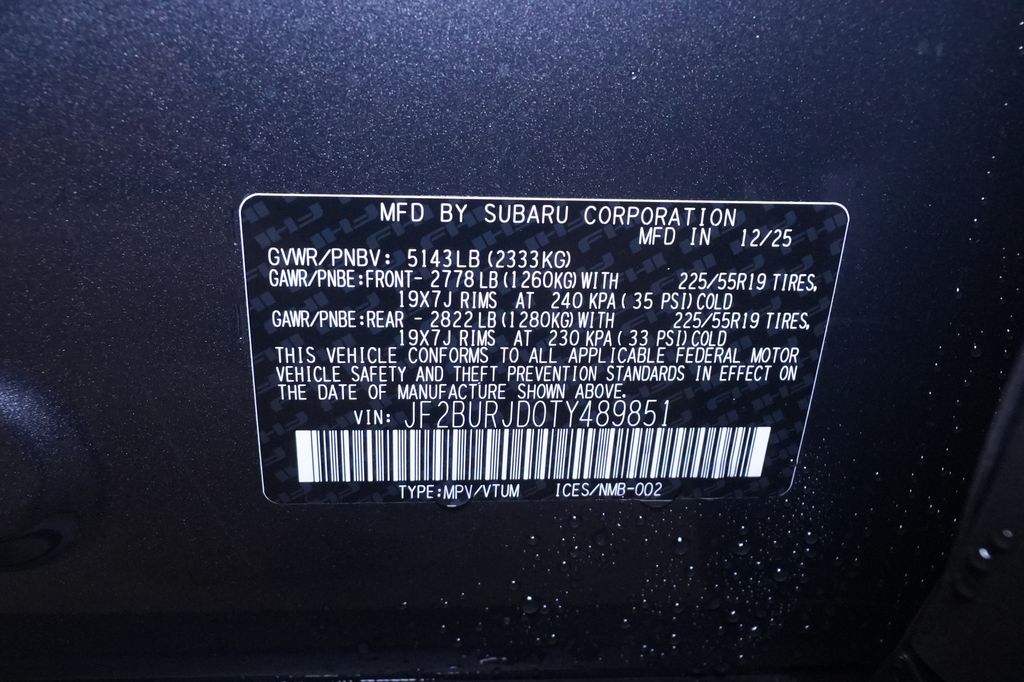 MFD BY SUBARU CORPORATION
MFD IN 12/25
GVWR/PNBV: 5143LB (2333KG)
GAWR/PNBE:FRONT- 2778 LB (1260KG) WITH 225/55R19 TIRES,
19X7J RIMS AT 240 KPA ( 35 PSI) COLD
GAWR/PNBE:REAR - 2822 LB (1280KG) WITH 225/55R19 TIRES,
19X7J RIMS AT 230 KPA ( 33 PSI) COLD
THIS VEHICLE CONFORMS TO ALL APPLICABLE FEDERAL MOTOR
VEHICLE SAFETY AND THEFT PREVENTION STANDARDS IN EFFECT ON
THE DATE OF MANUFACTURE SHOWN ABOVE.
VIN: JF2BURJD0TY489851
TYPE:MPV/VTUM ICES/NMB-002